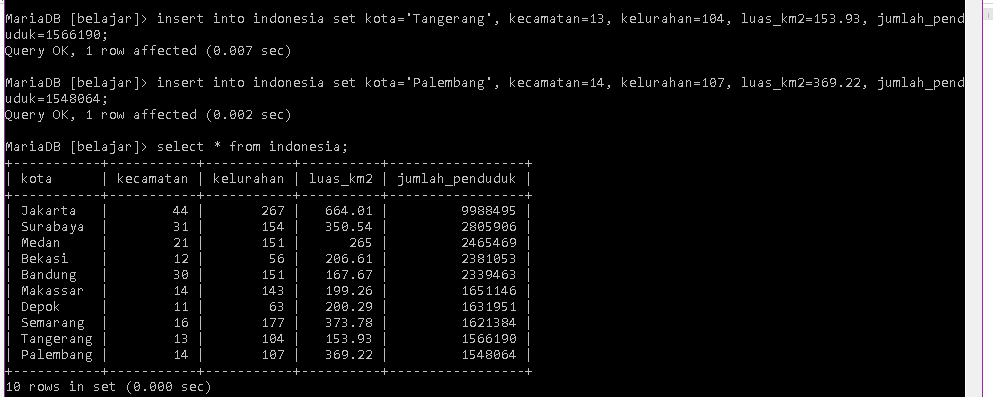 MariaDB [belajar]> insert into indonesia set kota='Tangerang', kecamatan=13, kelurahan=104, luas_km2=153.93, jumlah_pend
uduk=1566190;
Query OK, 1 row affected (0.007 sec)
MariaDB [belajar]> insert into indonesia set kota='Palembang', kecamatan=14, kelurahan=107, luas_km2=369.22, jumlah_pend
uduk=1548064;
Query OK, 1 row affected (0.002 sec)
MariaDB [belajar]> select * from indonesia;
+-----------+-----------+-----------+----------+-----------------+
| kota      | kecamatan | kelurahan | luas_km2 | jumlah_penduduk |
+-----------+-----------+-----------+----------+-----------------+
| Jakarta   |        44 |       267 |   664.01 |         9988495 |
| Surabaya  |        31 |       154 |   350.54 |         2805906 |
| Medan     |        21 |       151 |      265 |         2465469 |
| Bekasi    |        12 |        56 |   206.61 |         2381053 |
| Bandung   |        30 |       151 |   167.67 |         2339463 |
| Makassar  |        14 |       143 |   199.26 |         1651146 |
| Depok     |        11 |        63 |   200.29 |         1631951 |
| Semarang  |        16 |       177 |   373.78 |         1621384 |
| Tangerang |        13 |       104 |   153.93 |         1566190 |
| Palembang |        14 |       107 |   369.22 |         1548064 |
+-----------+-----------+-----------+----------+-----------------+
10 rows in set (0.000 sec)